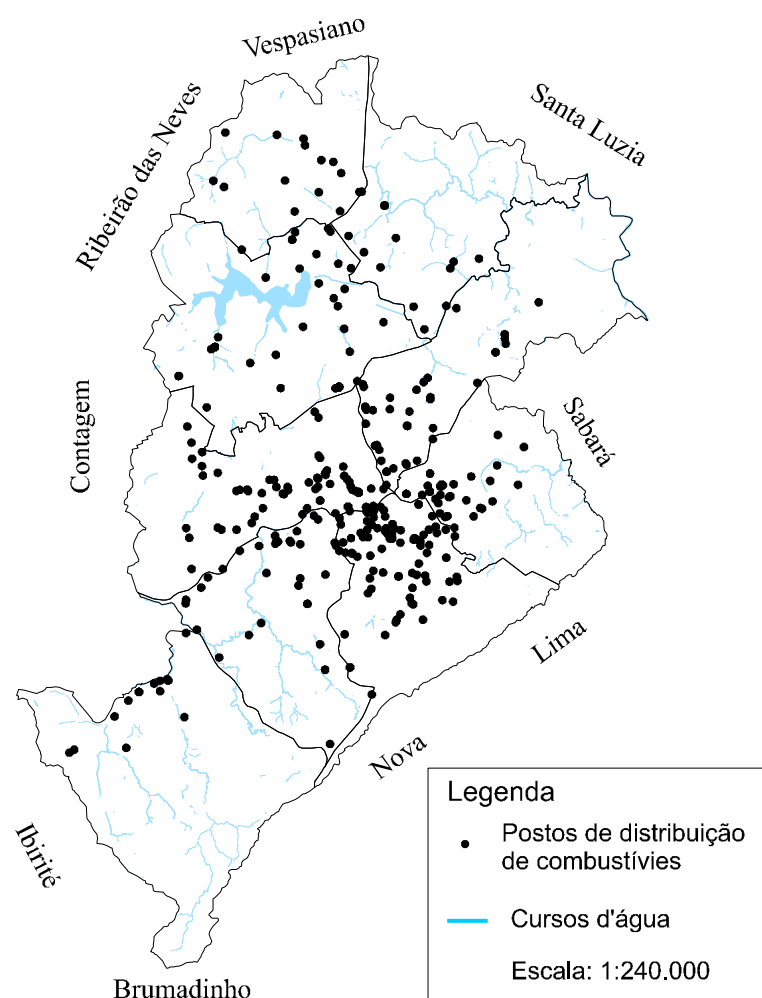 Vespasiano
Santa Luzia
Ribeirão das Neves
Contagem
Sabará
Lima
Nova
Ibirité
Brumadinho
Legenda
Postos de distribuição
de combustívies
Cursos d'água
Escala: 1:240.000